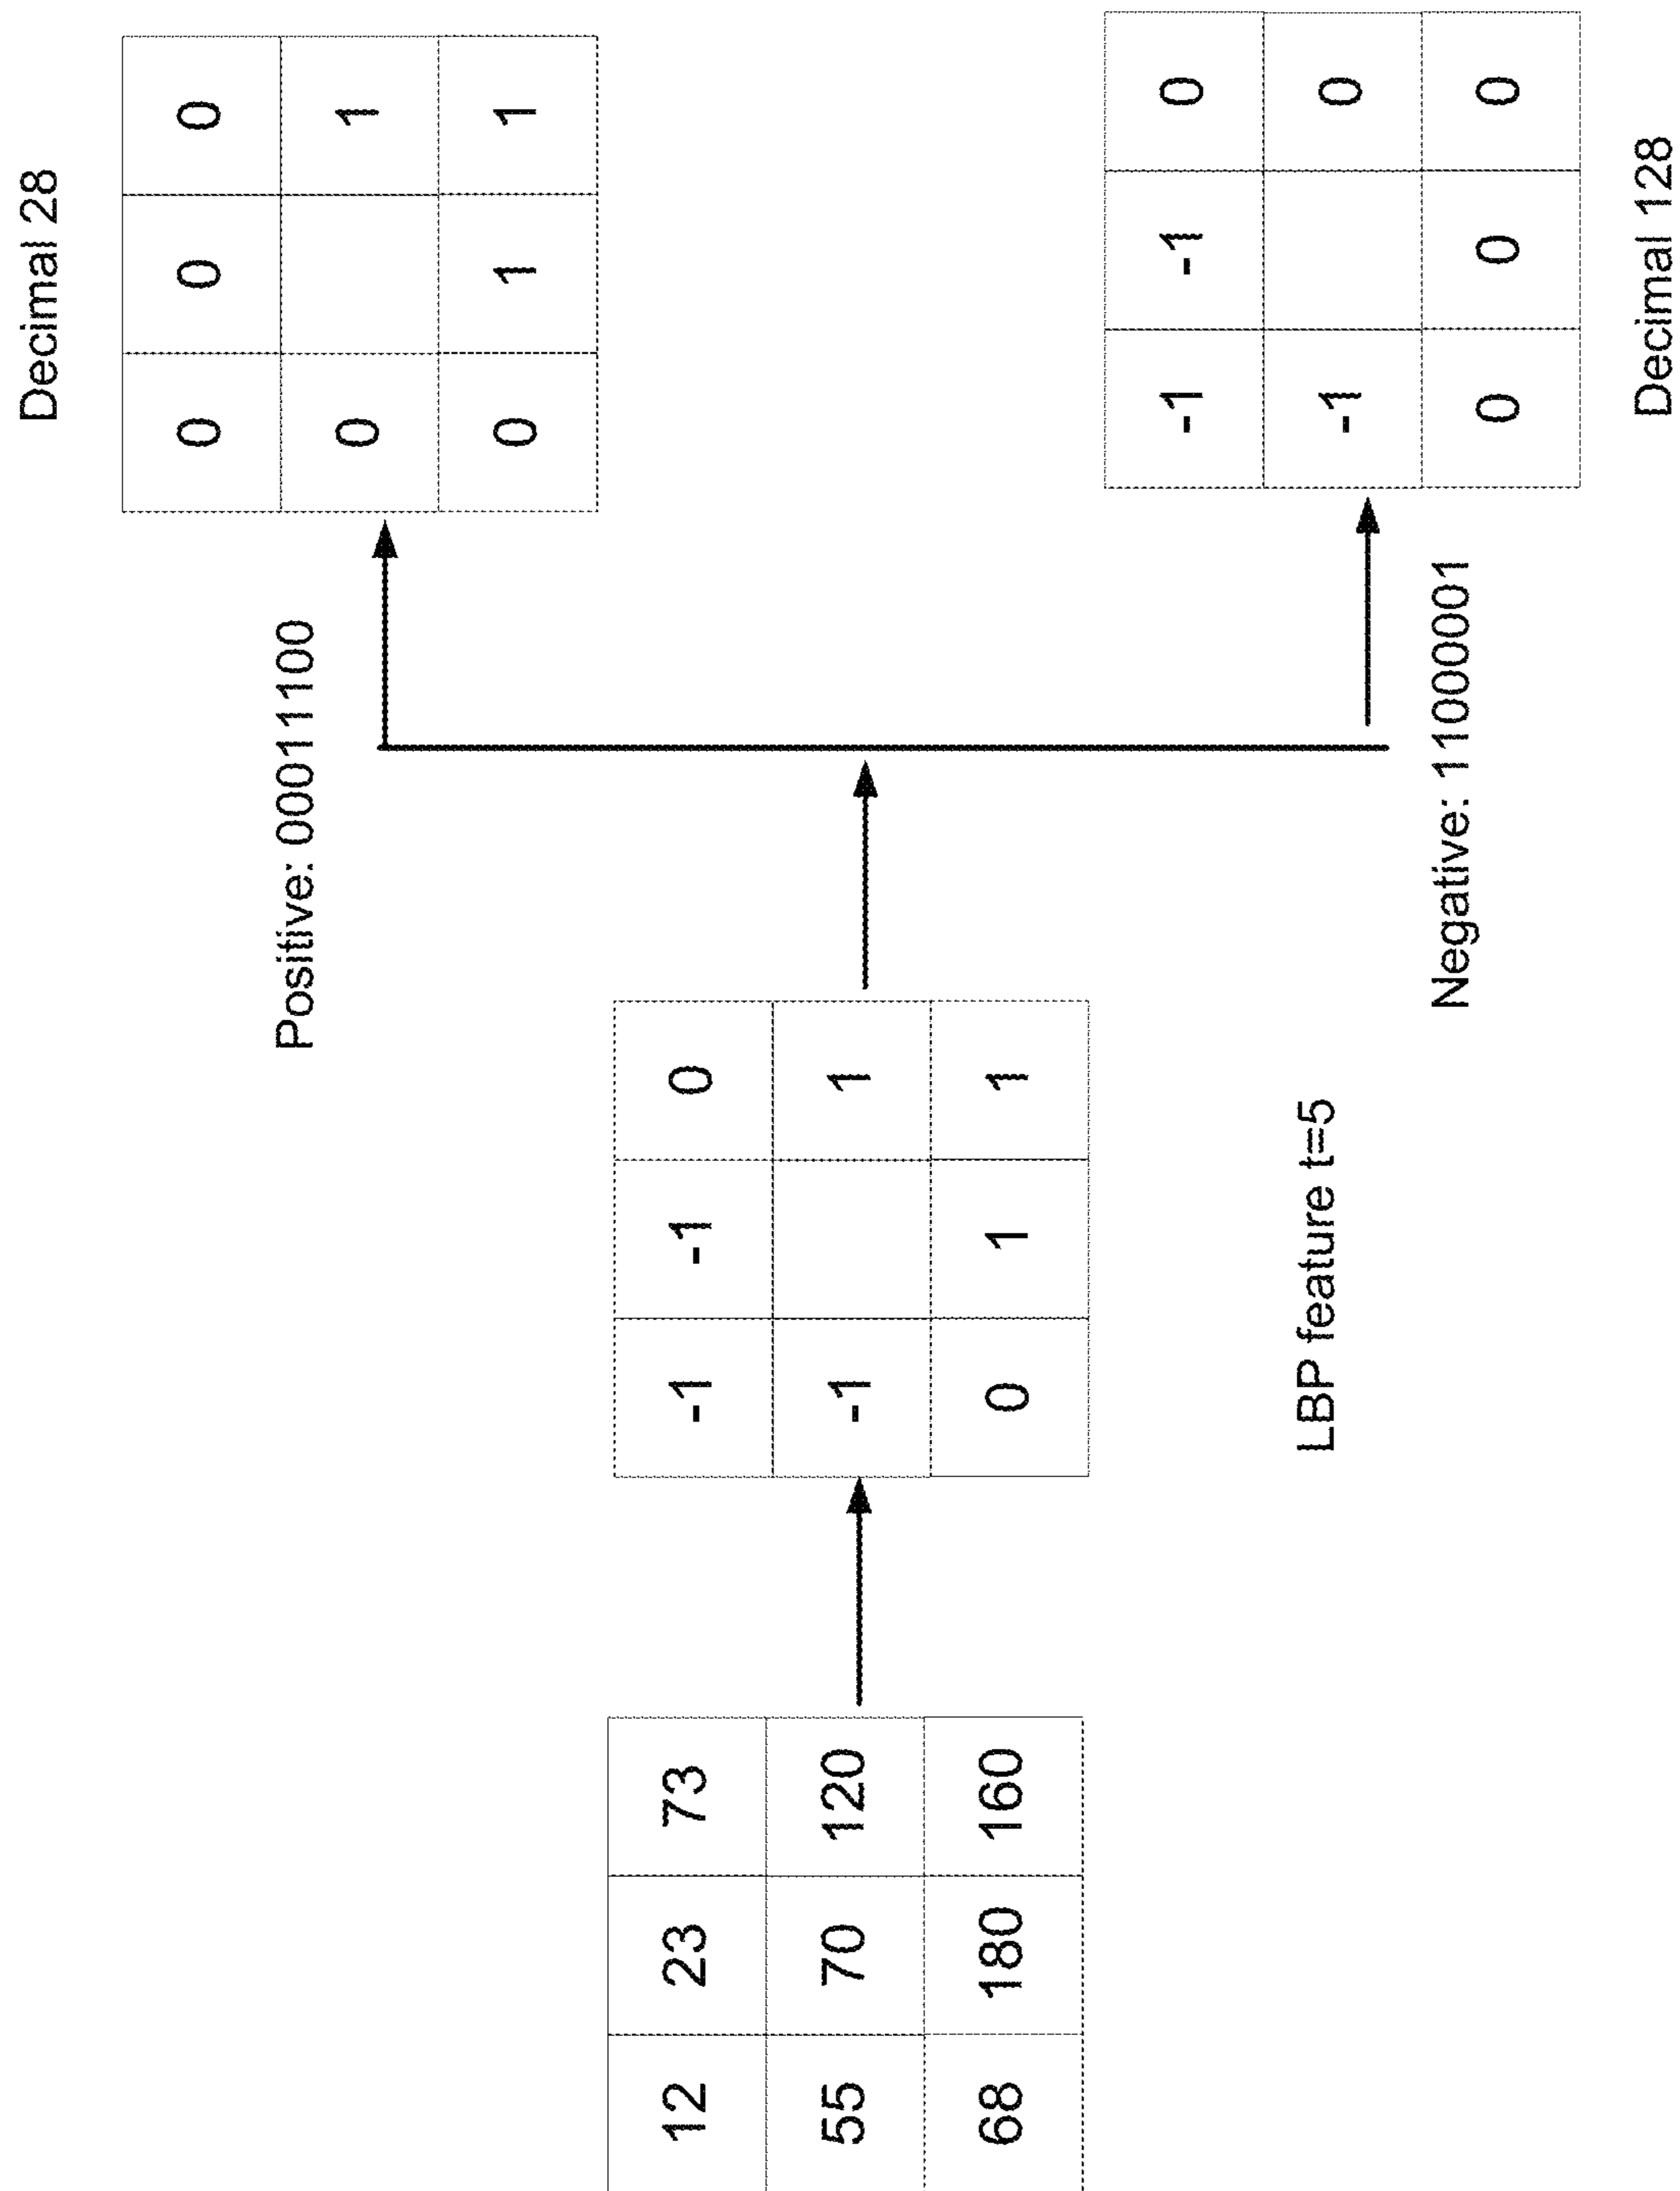 Decimal 28
0 0 0
0 1
0 1 1
Positive: 00011100
12 23 73
55 70 120
68 180 160
-1 -1 0
-1 1
0 1 1
LBP feature t=5
Negative: 11000001
-1 -1 0
-1 0
0 0 0
Decimal 128